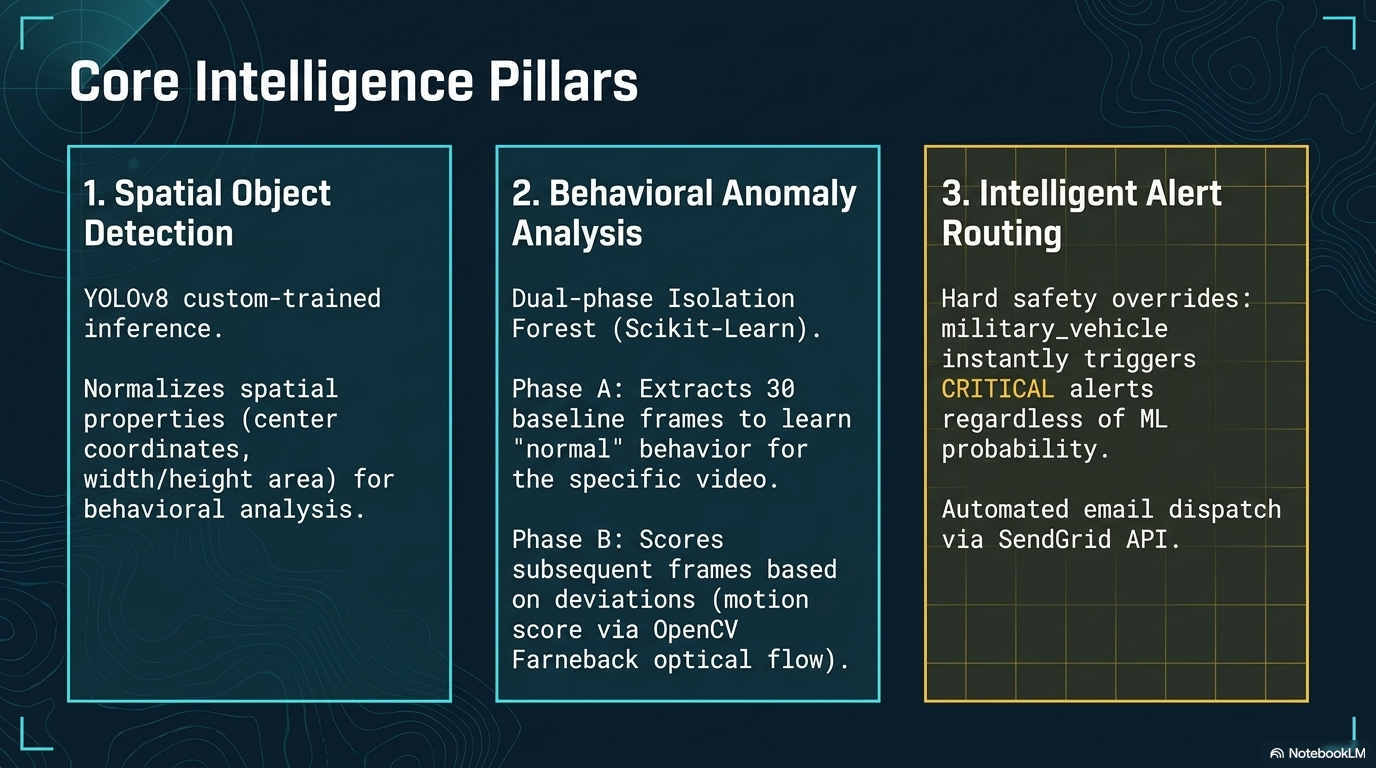 Core Intelligence Pillars
1. Spatial Object
Detection
YOLOv8 custom-trained
inference.
Normalizes spatial
properties (center
coordinates,
width/height area) for
behavioral analysis.
2. Behavioral Anomaly
Analysis
Dual-phase Isolation
Forest (Scikit-Learn).
Phase A: Extracts 30
baseline frames to learn
"normal" behavior for
the specific video.
Phase B: Scores
subsequent frames based
on deviations (motion
score via OpenCV
Farneback optical flow).
3. Intelligent Alert
Routing
Hard safety overrides:
military_vehicle
instantly triggers
CRITICAL alerts
regardless of ML
probability.
Automated email dispatch
via SendGrid API.
NotebookLM